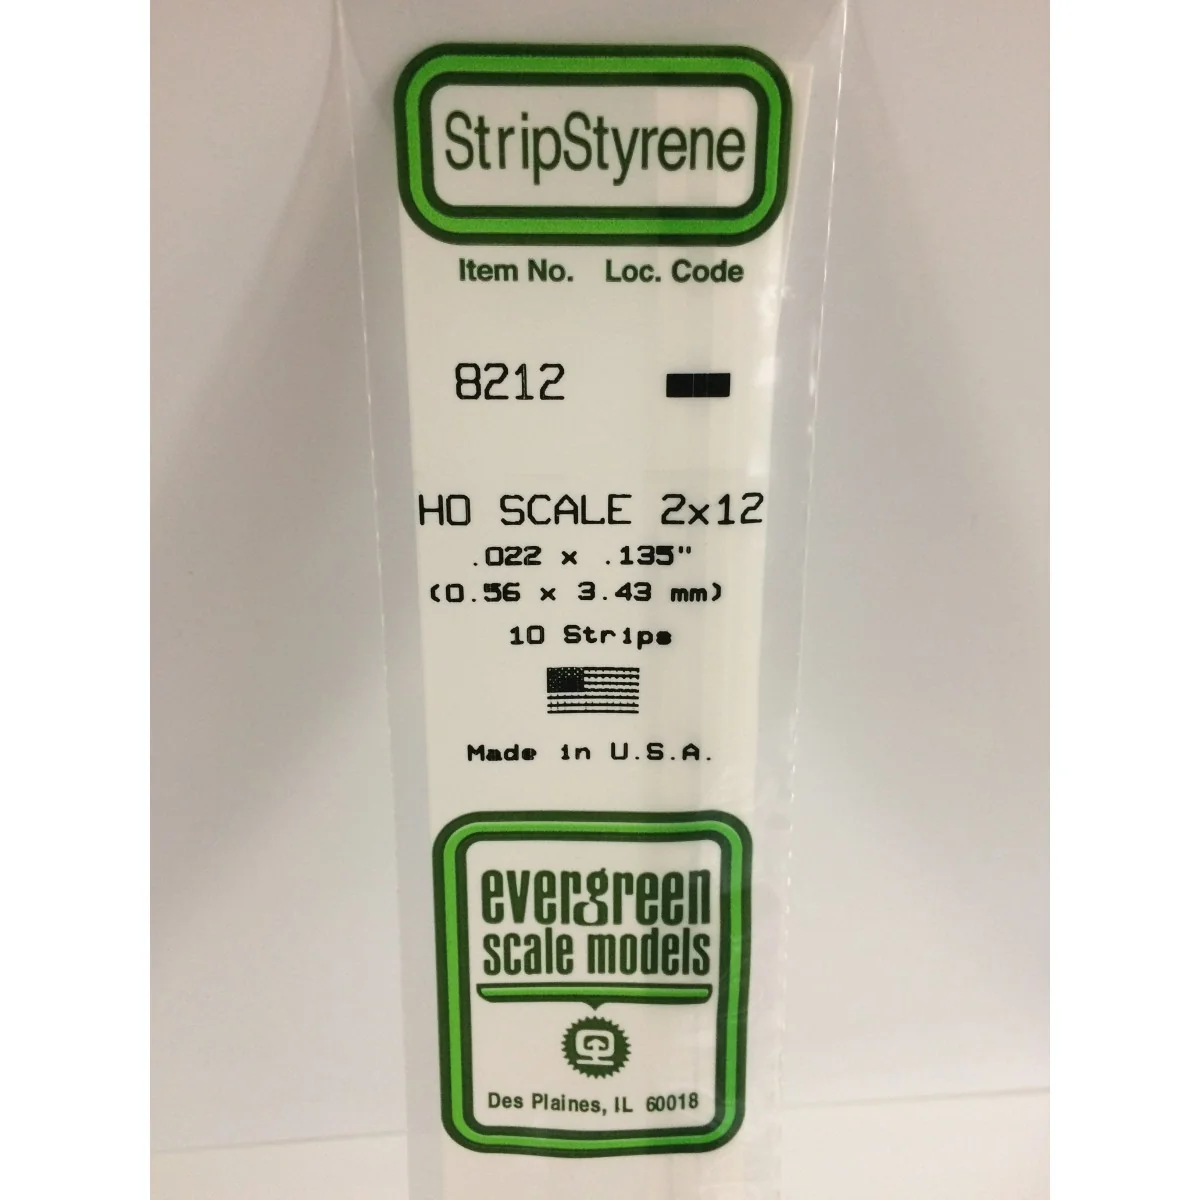 StripStyrene
Item No. Loc. Code
8212
HO SCALE 2x12
.022 x .135"
(0.56 x 3.43 mm)
10 Strips
Made in U.S.A.
evergreen
scale models
Des Plaines, IL 60018